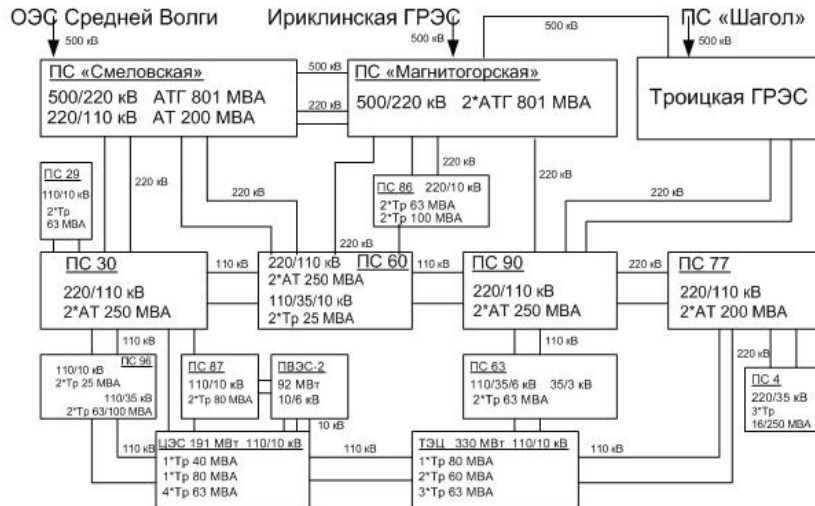 ОЭС Средней Волги
Ириклинская ГРЭС
ПС «Шагол»
500 кВ
500 кВ
500 кВ
500 кВ
ПС «Смеловская»
500/220 кВ АТГ 801 МВА
220/110 кВ АТ 200 МВА
500 кВ
220 кВ
ПС «Магнитогорская»
500/220 кВ 2*АТГ 801 МВА
Троицкая ГРЭС
ПС 29
110/10 кВ
2*Тр
63 МВА
220 кВ
220 кВ
220 кВ
ПС 86 220/10 кВ
2*Тр 63 МВА
2*Тр 100 МВА
220 кВ
220 кВ
220 кВ
ПС 30
220/110 кВ
2*АТ 250 МВА
110 кВ
220/110 кВ
2*АТ 250 МВА
ПС 60
110/35/10 кВ
2*Тр 25 МВА
110 кВ
ПС 90
220/110 кВ
2*АТ 250 МВА
220 кВ
ПС 77
220/110 кВ
2*АТ 200 МВА
110 кВ
110 кВ
110 кВ
220 кВ
ПС 96
110/10 кВ
2*Тр 25 МВА
110/35 кВ
2*Тр 63/100 МВА
ПС 87
110/10 кВ
2*Тр 80 МВА
ПВЭС-2
92 МВт
10/6 кВ
10 кВ
ПС 63
110/35/6 кВ 35/3 кВ
2*Тр 63 МВА
ПС 4
220/35 кВ
3*Тр
16/250 МВА
110 кВ
ЦЭС 191 МВт 110/10 кВ
1*Тр 40 МВА
1*Тр 80 МВА
4*Тр 63 МВА
110 кВ
ТЭЦ 330 МВт 110/10 кВ
1*Тр 80 МВА
2*Тр 60 МВА
3*Тр 63 МВА
110 кВ